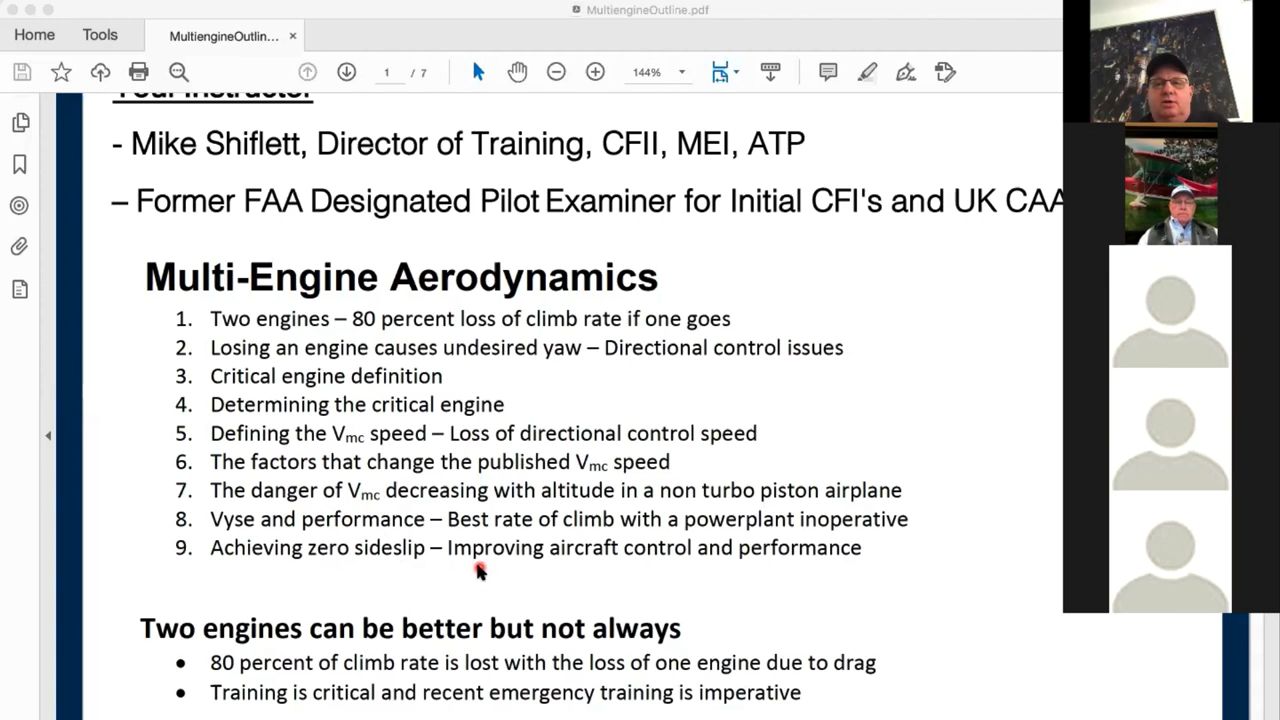 MultiengineOutline.pdf
Home
Tools
MultiengineOutlin... ×
1 / 7
144%
Your Instructor
- Mike Shiflett, Director of Training, CFII, MEI, ATP
– Former FAA Designated Pilot Examiner for Initial CFI's and UK CAA
Multi-Engine Aerodynamics
1. Two engines – 80 percent loss of climb rate if one goes
2. Losing an engine causes undesired yaw – Directional control issues
3. Critical engine definition
4. Determining the critical engine
5. Defining the Vmc speed – Loss of directional control speed
6. The factors that change the published Vmc speed
7. The danger of Vmc decreasing with altitude in a non turbo piston airplane
8. Vyse and performance – Best rate of climb with a powerplant inoperative
9. Achieving zero sideslip – Improving aircraft control and performance
Two engines can be better but not always
• 80 percent of climb rate is lost with the loss of one engine due to drag
• Training is critical and recent emergency training is imperative